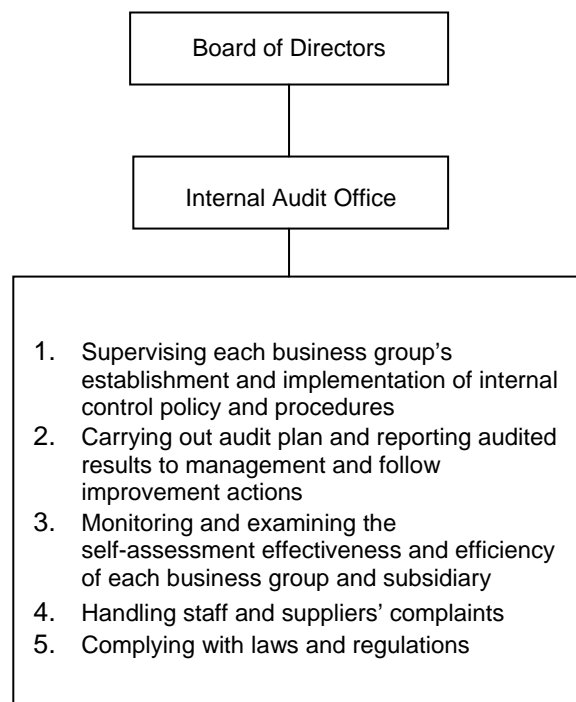 Board of Directors
Internal Audit Office
1. Supervising each business group’s
establishment and implementation of internal
control policy and procedures
2. Carrying out audit plan and reporting audited
results to management and follow
improvement actions
3. Monitoring and examining the
self-assessment effectiveness and efficiency
of each business group and subsidiary
4. Handling staff and suppliers’ complaints
5. Complying with laws and regulations